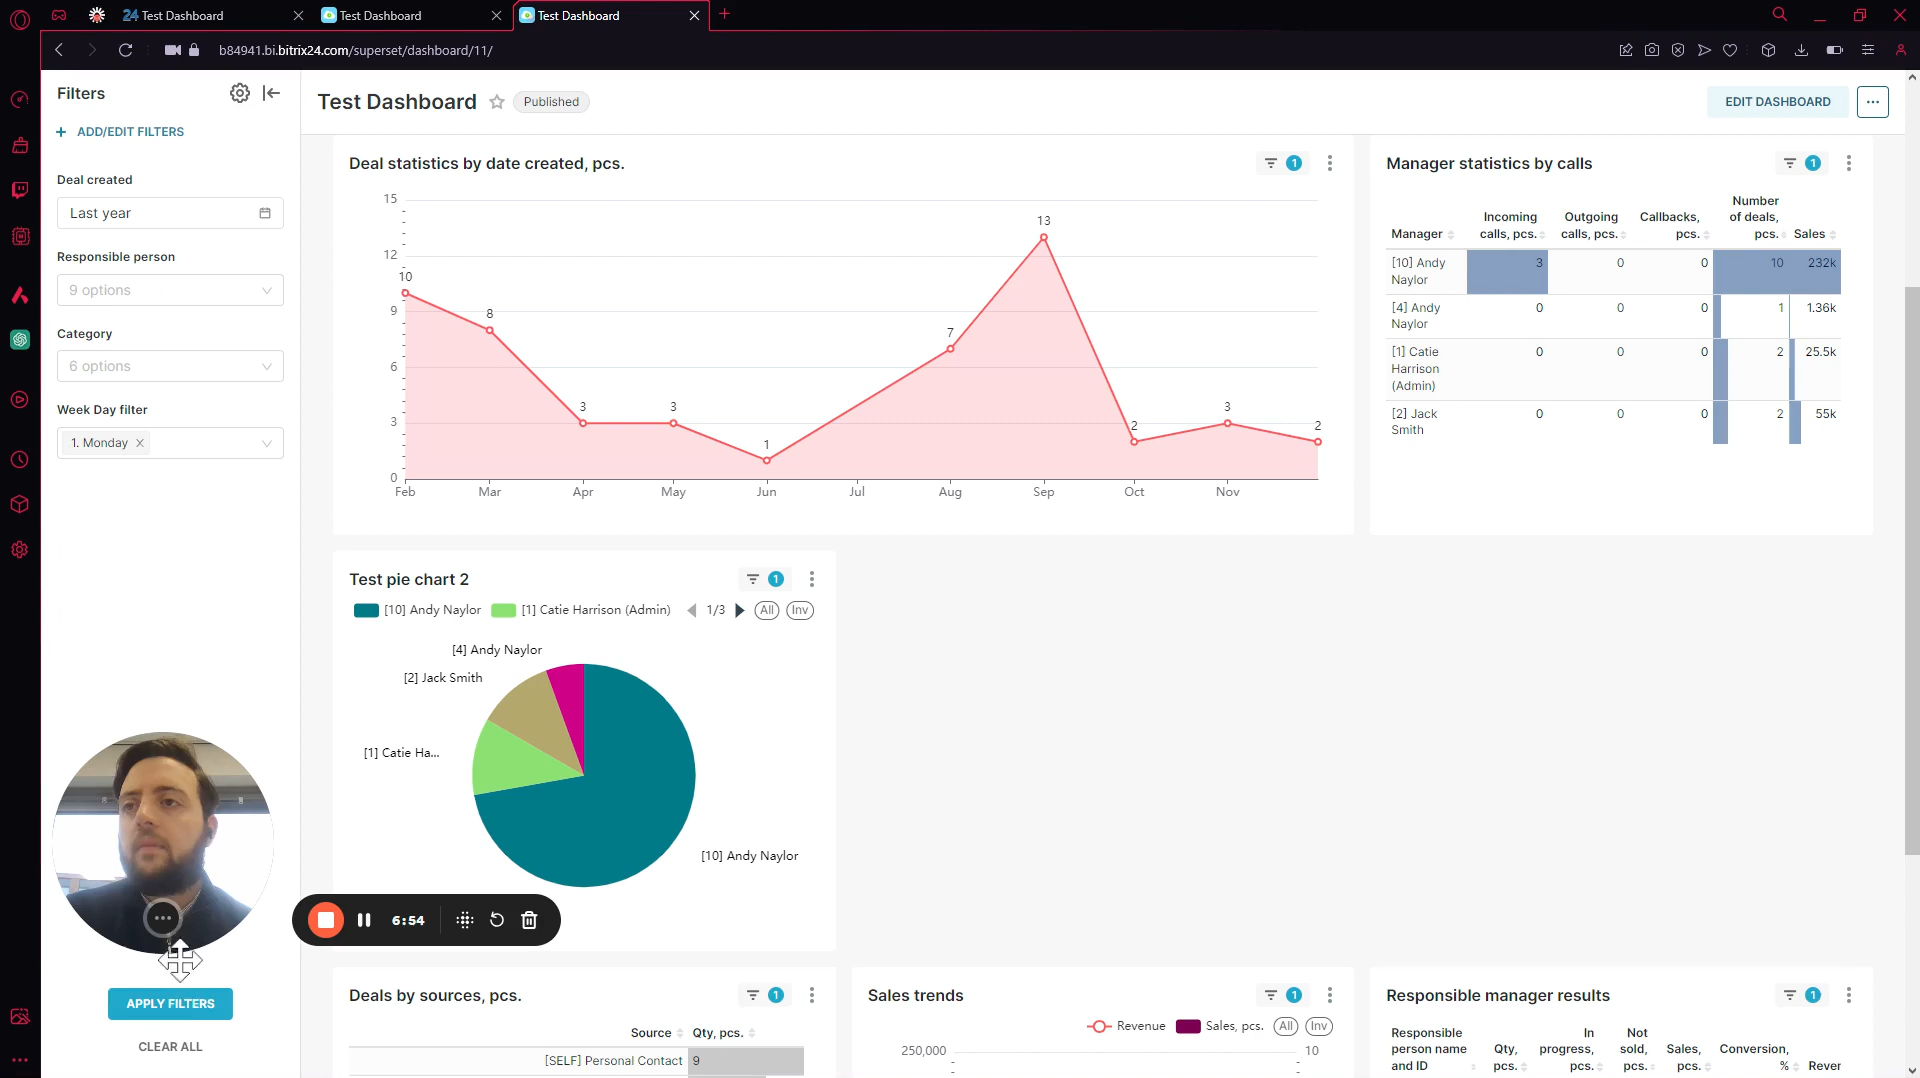 24 Test Dashboard
Test Dashboard
Test Dashboard
b84941.bi.bitrix24.com/superset/dashboard/11/
Filters
+ ADD/EDIT FILTERS
Deal created
Last year
Responsible person
9 options
Category
6 options
Week Day filter
1. Monday
6:54
APPLY FILTERS
CLEAR ALL
Test Dashboard
Published
EDIT DASHBOARD
...
Deal statistics by date created, pcs.
1
15
12
9
6
3
0
10
8
3
3
1
7
13
2
3
2
Feb
Mar
Apr
May
Jun
Jul
Aug
Sep
Oct
Nov
Manager statistics by calls
1
Manager
Incoming
calls, pcs.
Outgoing
calls, pcs.
Callbacks,
pcs.
Number
of deals,
pcs.
Sales
[10] Andy
Naylor
3
0
0
10
232k
[4] Andy
Naylor
0
0
0
1
1.36k
[1] Catie
Harrison
(Admin)
0
0
0
2
25.5k
[2] Jack
Smith
0
0
0
2
55k
Test pie chart 2
1
[10] Andy Naylor
[1] Catie Harrison (Admin)
1/3
All
Inv
[4] Andy Naylor
[2] Jack Smith
[1] Catie Ha...
[10] Andy Naylor
Deals by sources, pcs.
1
Source
Qty, pcs.
[SELF] Personal Contact
9
Sales trends
1
Revenue
Sales, pcs.
All
Inv
250,000
10
Responsible manager results
1
Responsible
person name
and ID
Qty,
pcs.
In
progress,
pcs.
Not
sold,
pcs.
Sales,
pcs.
Conversion,
%
Rever